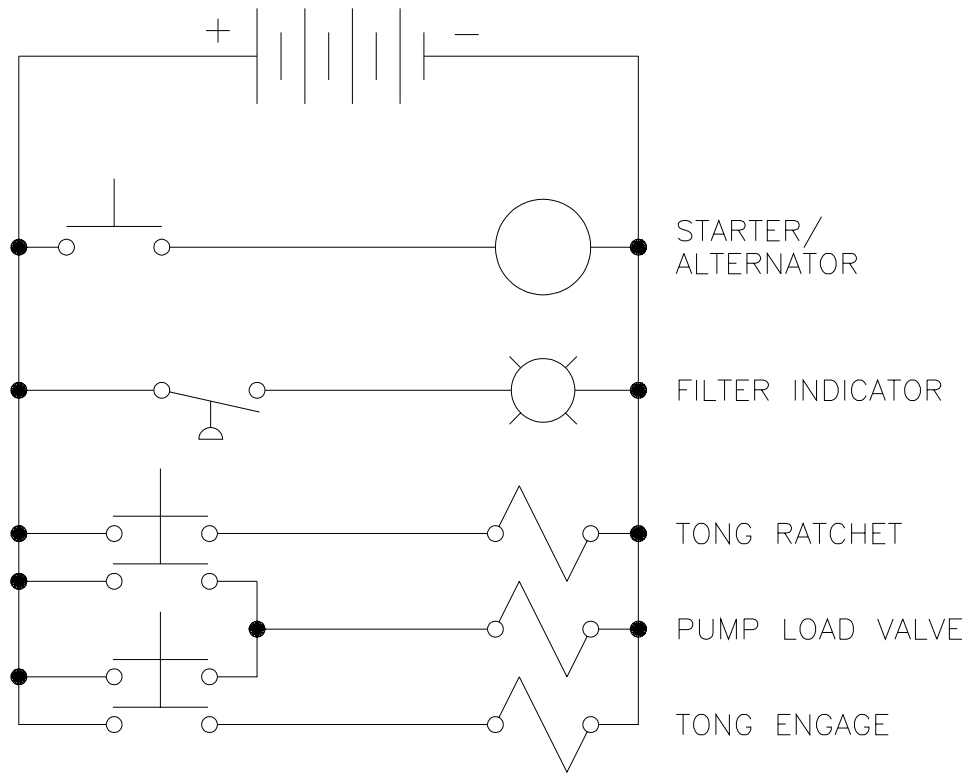 + −
STARTER/
ALTERNATOR
FILTER INDICATOR
TONG RATCHET
PUMP LOAD VALVE
TONG ENGAGE